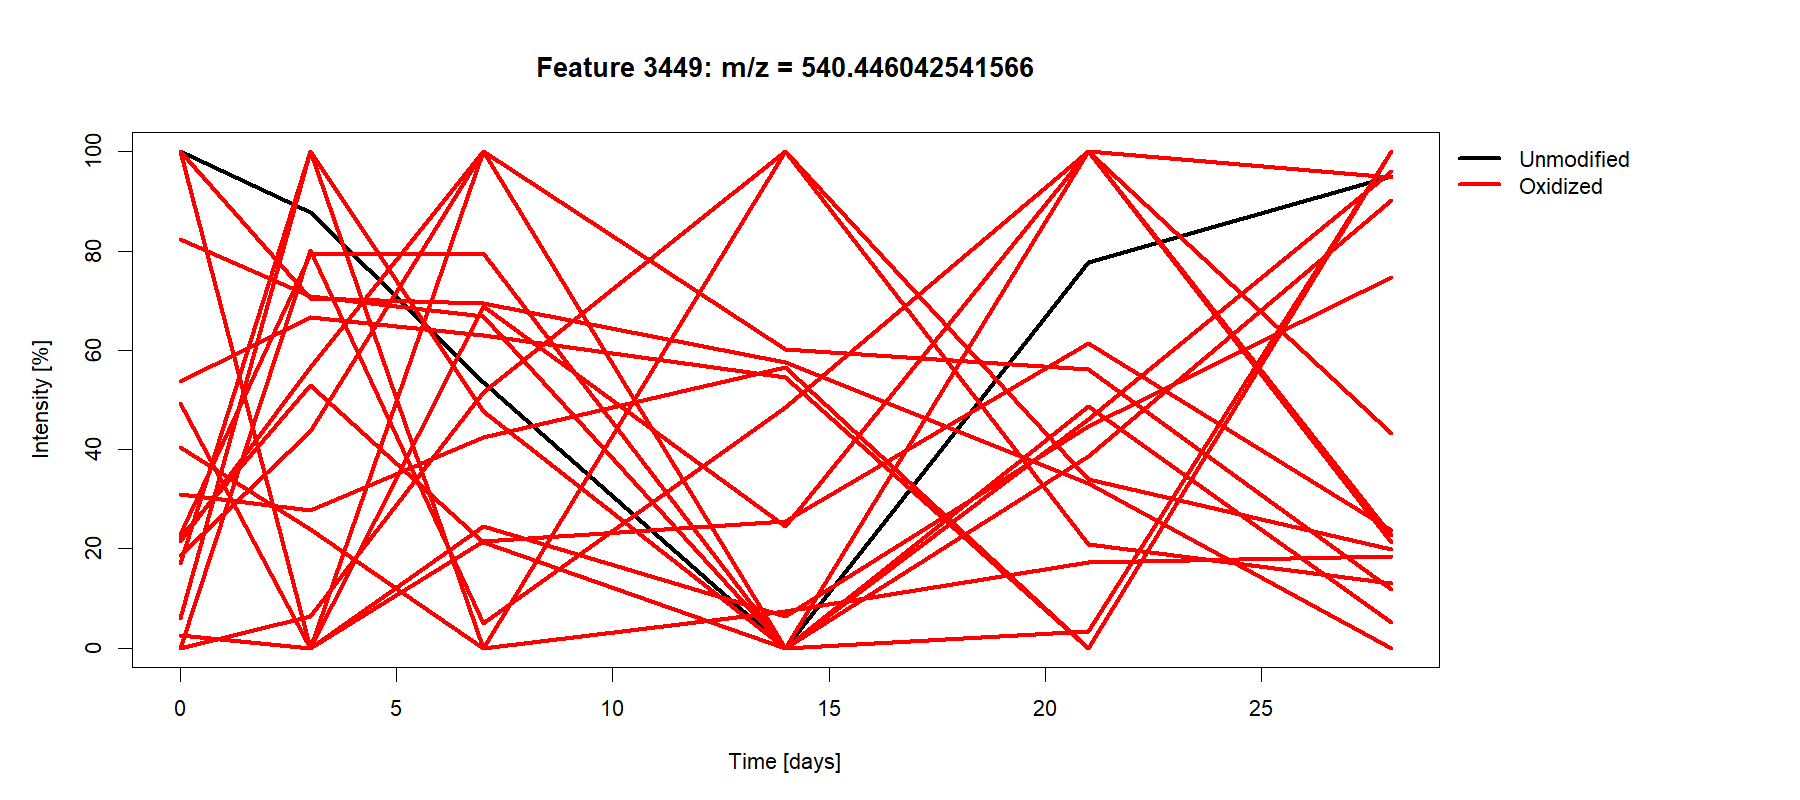 Feature 3449: m/z = 540.446042541566
Unmodified
Oxidized
Intensity [%]
100
80
60
40
20
0
0 5 10 15 20 25
Time [days]